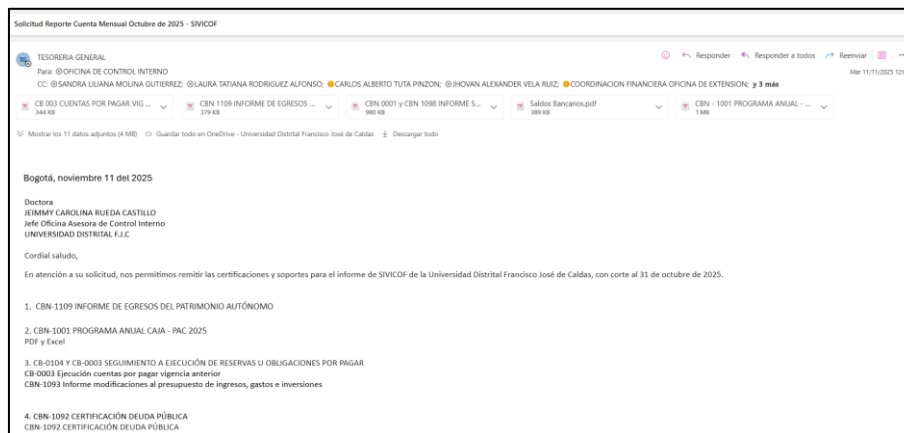 Solicitud Reporte Cuenta Mensual Octubre de 2025 - SIVICOF
TG
TESORERIA GENERAL
Responder Responder a todos Reenviar
Para: OFICINA DE CONTROL INTERNO
CC: SANDRA LILIANA MOLINA GUTIERREZ; LAURA TATIANA RODRIGUEZ ALFONSO; CARLOS ALBERTO TUTA PINZON; JHOVAN ALEXANDER VELA RUIZ; COORDINACION FINANCIERA OFICINA DE EXTENSION; y 3 más
Mar 11/11/2025
CB 003 CUENTAS POR PAGAR VIG ...
344 KB
CBN 1109 INFORME DE EGRESOS ...
379 KB
CBN 0001 y CBN 1098 INFORME S...
980 KB
Saldos Bancarios.pdf
389 KB
CBN - 1001 PROGRAMA ANUAL - ...
1 MB
Mostrar los 11 datos adjuntos (4 MB) Guardar todo en OneDrive - Universidad Distrital Francisco José de Caldas Descargar todo
Bogotá, noviembre 11 del 2025
Doctora
JEIMMY CAROLINA RUEDA CASTILLO
Jefe Oficina Asesora de Control Interno
UNIVERSIDAD DISTRITAL F.J.C
Cordial saludo,
En atención a su solicitud, nos permitimos remitir las certificaciones y soportes para el informe de SIVICOF de la Universidad Distrital Francisco José de Caldas, con corte al 31 de octubre de 2025.
1. CBN-1109 INFORME DE EGRESOS DEL PATRIMONIO AUTÓNOMO
2. CBN-1001 PROGRAMA ANUAL CAJA - PAC 2025
PDF y Excel
3. CB-0104 Y CB-0003 SEGUIMIENTO A EJECUCIÓN DE RESERVAS U OBLIGACIONES POR PAGAR
CB-0003 Ejecución cuentas por pagar vigencia anterior
CBN-1093 Informe modificaciones al presupuesto de ingresos, gastos e inversiones
4. CBN-1092 CERTIFICACIÓN DEUDA PÚBLICA
CBN-1092 CERTIFICACIÓN DEUDA PÚBLICA